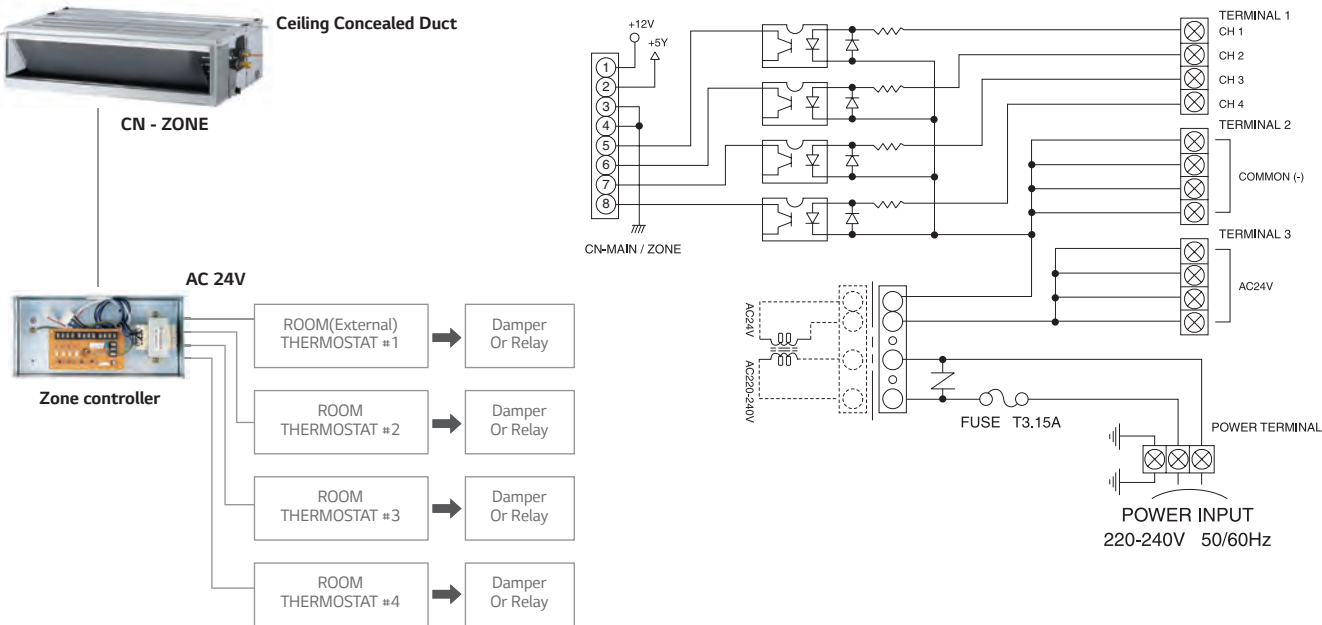 Ceiling Concealed Duct
CN - ZONE
AC 24V
Zone controller
ROOM(External)
THERMOSTAT #1
Damper
Or Relay
ROOM
THERMOSTAT #2
Damper
Or Relay
ROOM
THERMOSTAT #3
Damper
Or Relay
ROOM
THERMOSTAT #4
Damper
Or Relay
+12V
+5Y
1
2
3
4
5
6
7
8
CN-MAIN / ZONE
TERMINAL 1
CH 1
CH 2
CH 3
CH 4
TERMINAL 2
COMMON (-)
TERMINAL 3
AC24V
AC24V
AC220-240V
FUSE T3.15A
POWER TERMINAL
POWER INPUT
220-240V 50/60Hz